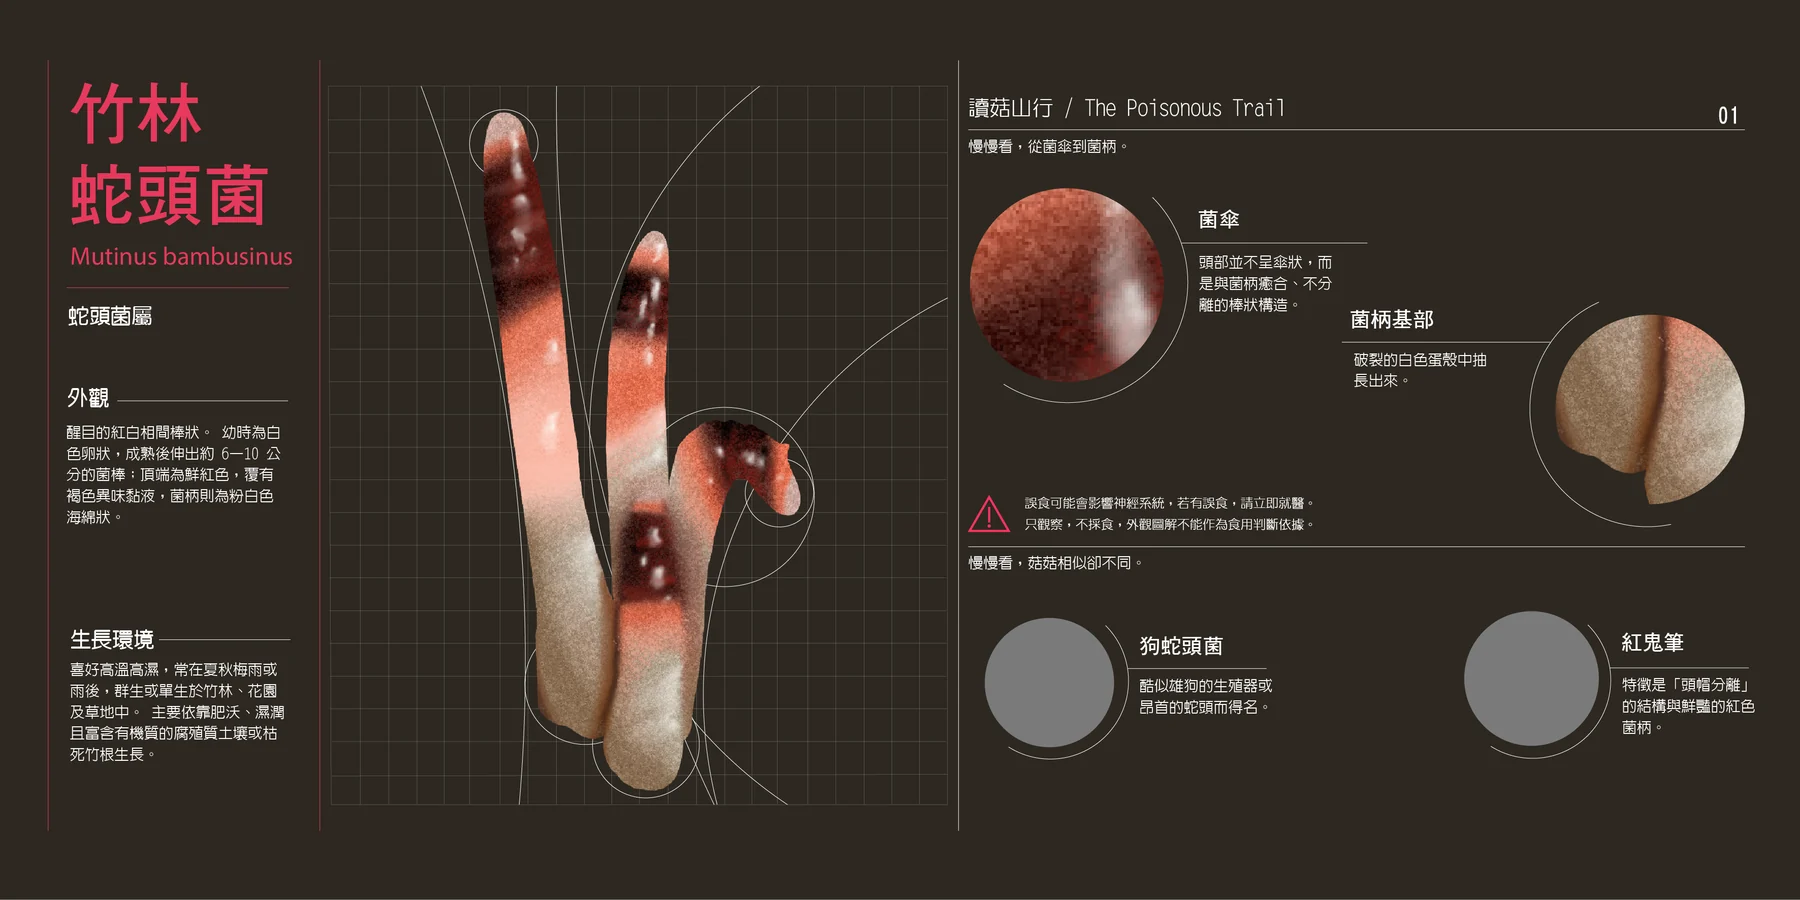 竹林
蛇頭菌
Mutinus bambusinus
蛇頭菌屬
外觀
醒目的紅白相間棒狀。 幼時為白
色卵狀，成熟後伸出約 6—10 公
分的菌棒；頂端為鮮紅色，覆有
褐色異味黏液，菌柄則為粉白色
海綿狀。
生長環境
喜好高溫高濕，常在夏秋梅雨或
雨後，群生或單生於竹林、花園
及草地中。 主要依靠肥沃、濕潤
且富含有機質的腐殖質土壤或枯
死竹根生長。
讀菇山行 / The Poisonous Trail
01
慢慢看，從菌傘到菌柄。
菌傘
頭部並不呈傘狀，而
是與菌柄癒合、不分
離的棒狀構造。
菌柄基部
破裂的白色蛋殼中抽
長出來。
誤食可能會影響神經系統，若有誤食，請立即就醫。
只觀察，不採食，外觀圖解不能作為食用判斷依據。
慢慢看，菇菇相似卻不同。
狗蛇頭菌
酷似雄狗的生殖器或
昂首的蛇頭而得名。
紅鬼筆
特徵是「頭帽分離」
的結構與鮮豔的紅色
菌柄。